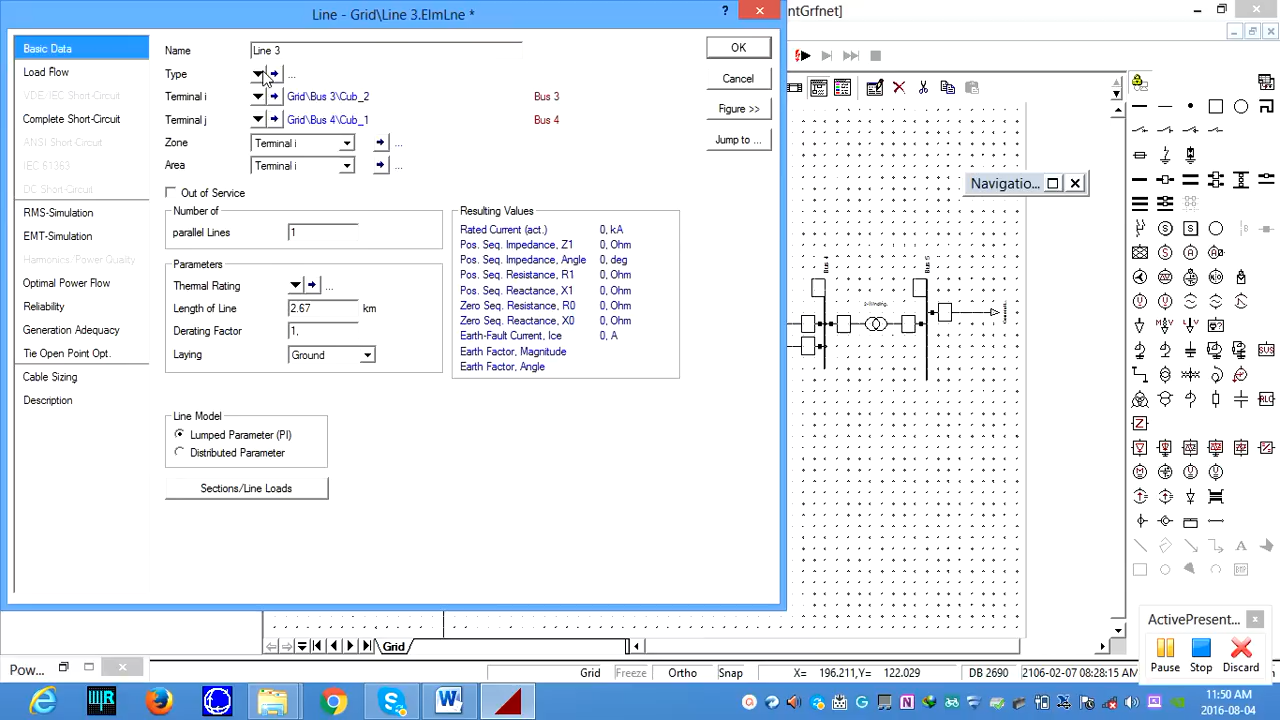 Line - Grid\Line 3.ElmLne *
?
ntGrfnet]
Basic Data
Load Flow
VDE/IEC Short-Circuit
Complete Short-Circuit
ANSI Short-Circuit
IEC 61363
DC Short-Circuit
RMS-Simulation
EMT-Simulation
Harmonics/Power Quality
Optimal Power Flow
Reliability
Generation Adequacy
Tie Open Point Opt.
Cable Sizing
Description
Name Line 3
Type ...
Terminal i Grid\Bus 3\Cub_2 Bus 3
Terminal j Grid\Bus 4\Cub_1 Bus 4
Zone Terminal i ...
Area Terminal i ...
Out of Service
Number of
parallel Lines 1
Parameters
Thermal Rating ...
Length of Line 2.67 km
Derating Factor 1,
Laying Ground
Resulting Values
Rated Current (act.) 0, kA
Pos. Seq. Impedance, Z1 0, Ohm
Pos. Seq. Impedance, Angle 0, deg
Pos. Seq. Resistance, R1 0, Ohm
Pos. Seq. Reactance, X1 0, Ohm
Zero Seq. Resistance, R0 0, Ohm
Zero Seq. Reactance, X0 0, Ohm
Earth-Fault Current, Ice 0, A
Earth Factor, Magnitude
Earth Factor, Angle
Line Model
Lumped Parameter (PI)
Distributed Parameter
Sections/Line Loads
OK
Cancel
Figure >>
Jump to ...
Navigatio...
Bus 4
Bus 5
2-Winding..
SUS
RLC
Z
A
BMP
Grid
Pow...
Grid Freeze Ortho Snap X= 196.211, Y= 122.029 DB 2690 2106-02-07 08:28:15 AM
ActivePresent...
Pause Stop Discard
11:50 AM
2016-08-04